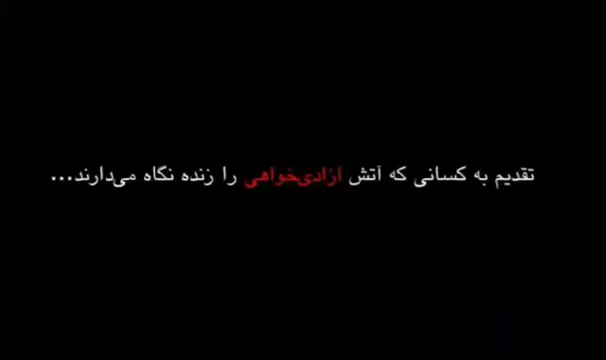 تقدیم به کسانی که آتش آزادی‌خواهی را زنده نگاه می‌دارند...